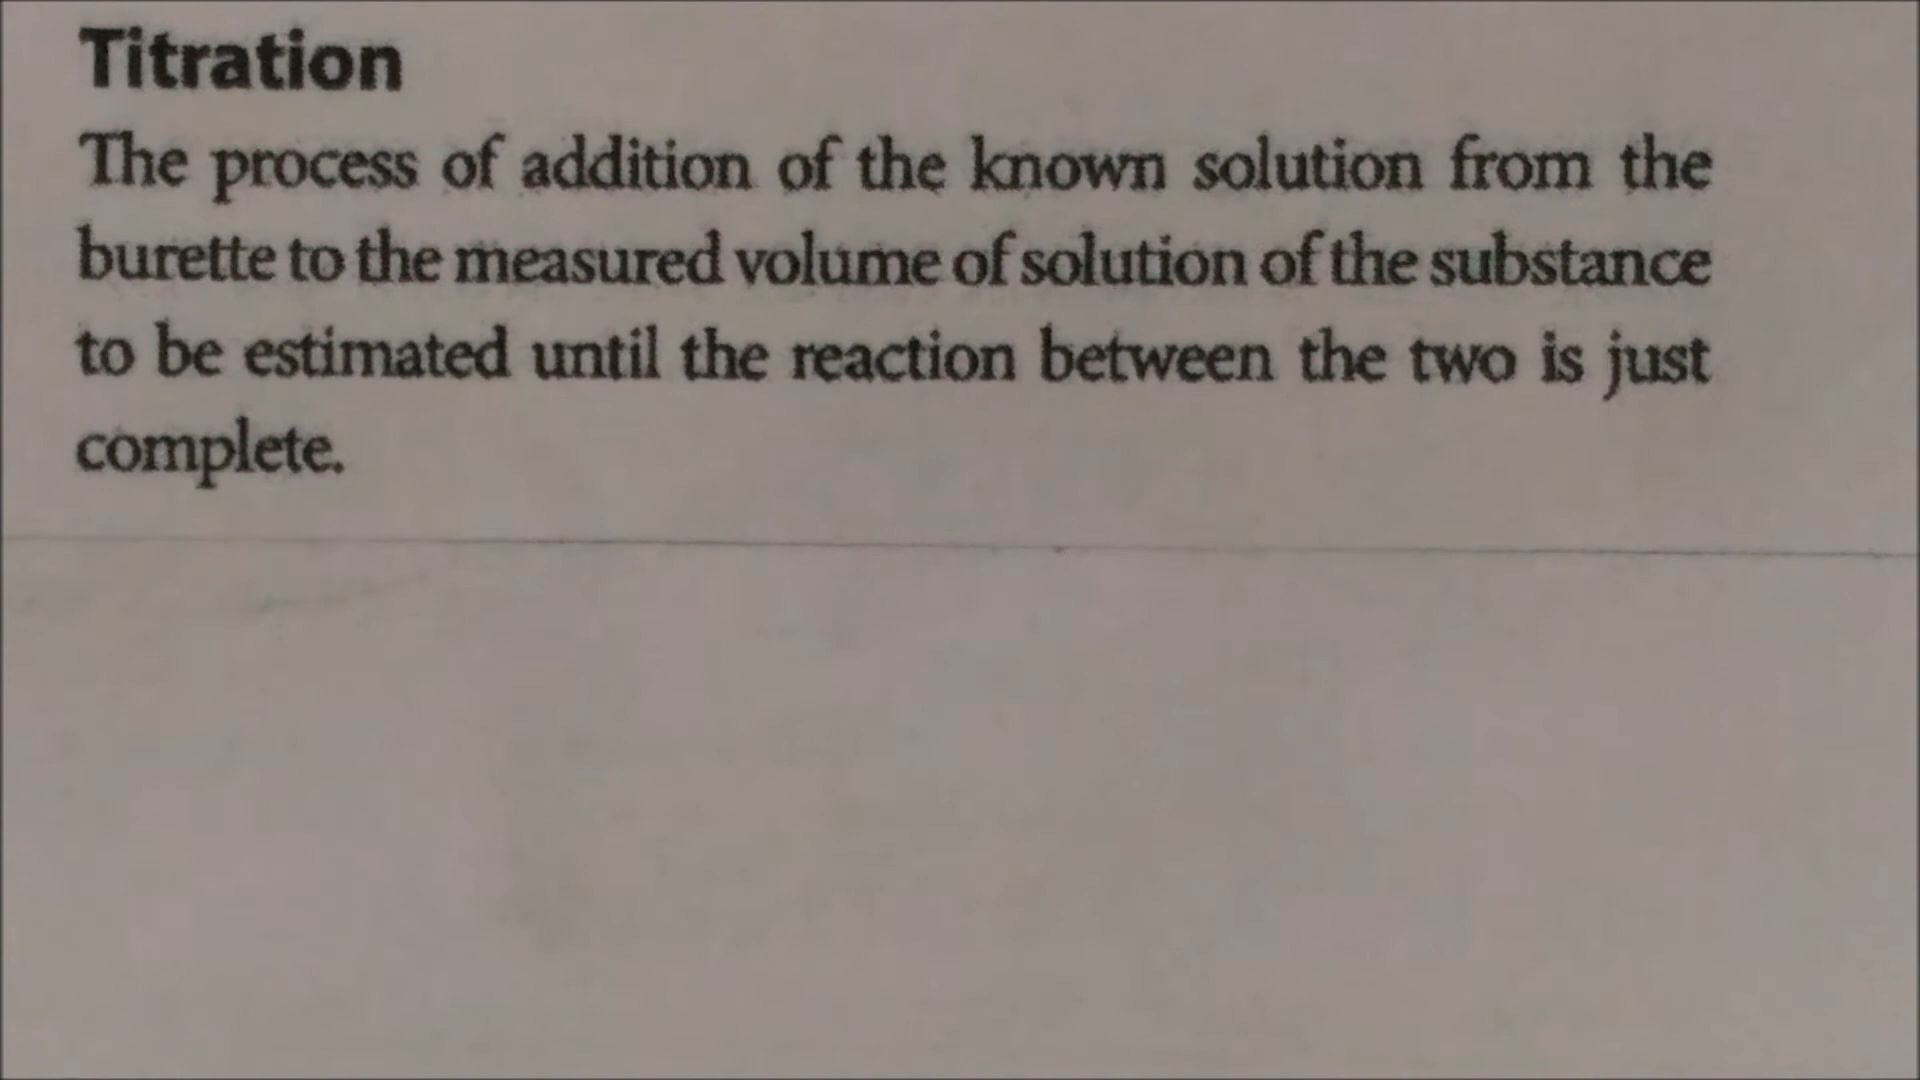 Titration
The process of addition of the known solution from the
burette to the measured volume of solution of the substance
to be estimated until the reaction between the two is just
complete.